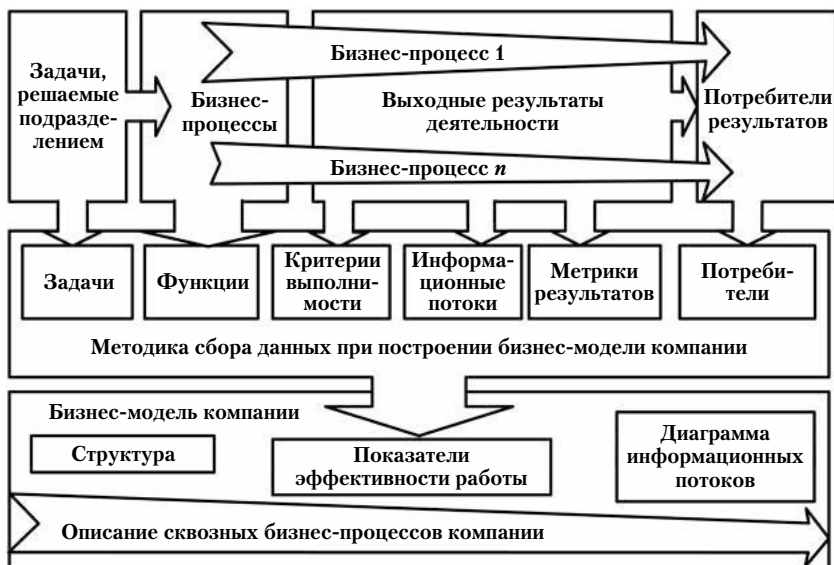 Задачи,
решаемые
подразде-
лением
Бизнес-
процессы
Бизнес-процесс 1
Выходные результаты
деятельности
Бизнес-процесс n
Потребители
результатов
Задачи
Функции
Критерии
выполни-
мости
Информа-
ционные
потоки
Метрики
результатов
Потреби-
тели
Методика сбора данных при построении бизнес-модели компании
Бизнес-модель компании
Структура
Показатели
эффективности работы
Диаграмма
информационных
потоков
Описание сквозных бизнес-процессов компании